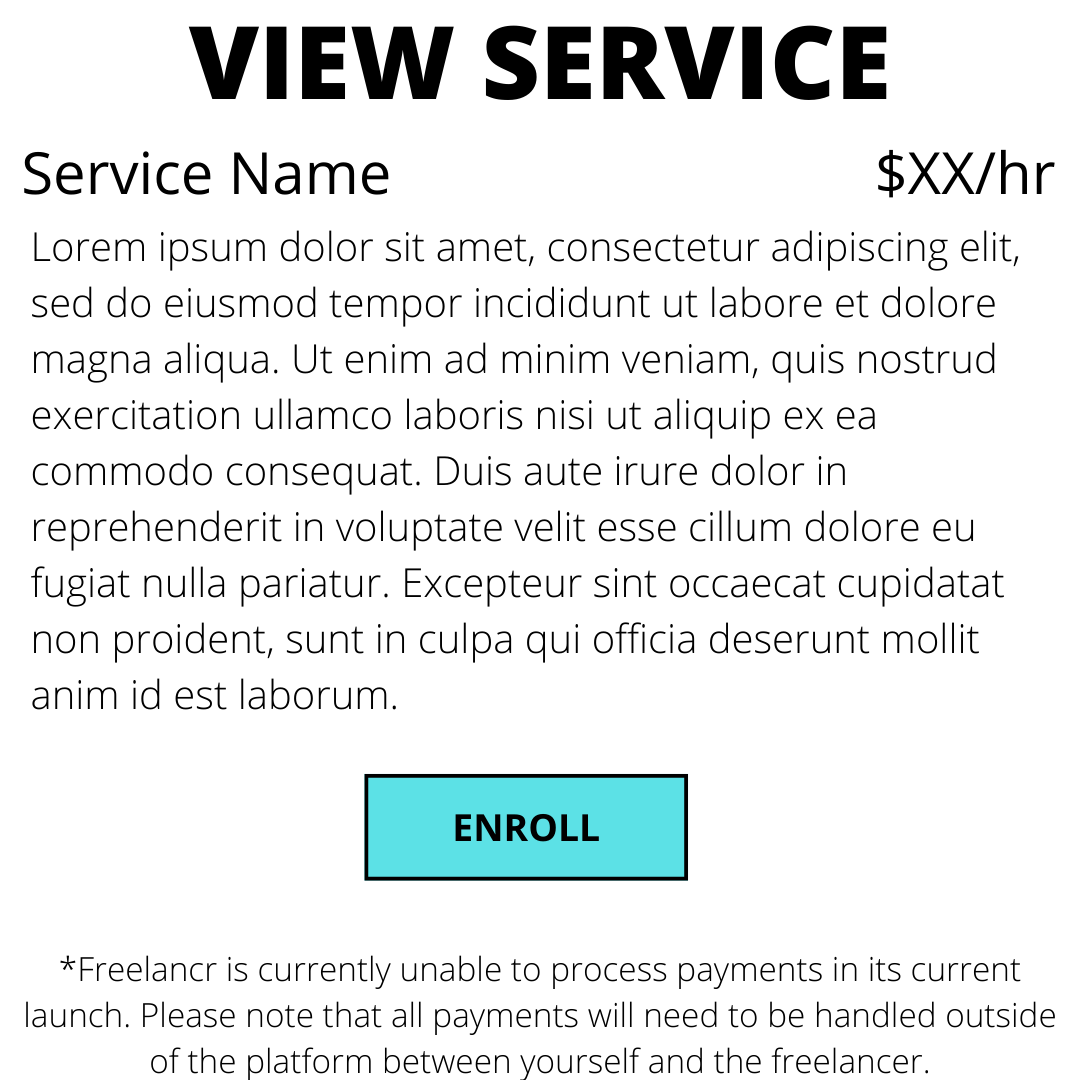 VIEW SERVICE
Service Name $XX/hr
Lorem ipsum dolor sit amet, consectetur adipiscing elit,
sed do eiusmod tempor incididunt ut labore et dolore
magna aliqua. Ut enim ad minim veniam, quis nostrud
exercitation ullamco laboris nisi ut aliquip ex ea
commodo consequat. Duis aute irure dolor in
reprehenderit in voluptate velit esse cillum dolore eu
fugiat nulla pariatur. Excepteur sint occaecat cupidatat
non proident, sunt in culpa qui officia deserunt mollit
anim id est laborum.
ENROLL
*Freelancr is currently unable to process payments in its current
launch. Please note that all payments will need to be handled outside
of the platform between yourself and the freelancer.